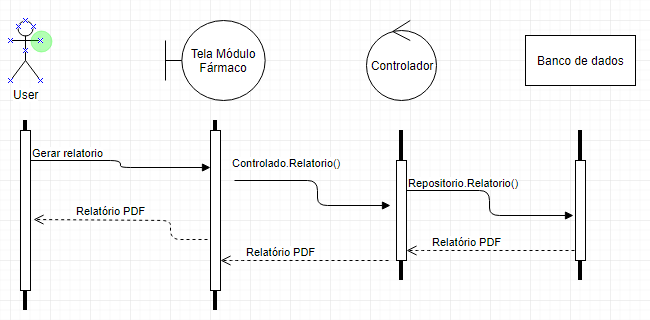 User
Tela Módulo
Fármaco
Controlador
Banco de dados
Gerar relatorio
Controlado.Relatorio()
Repositorio.Relatorio()
Relatório PDF
Relatório PDF
Relatório PDF